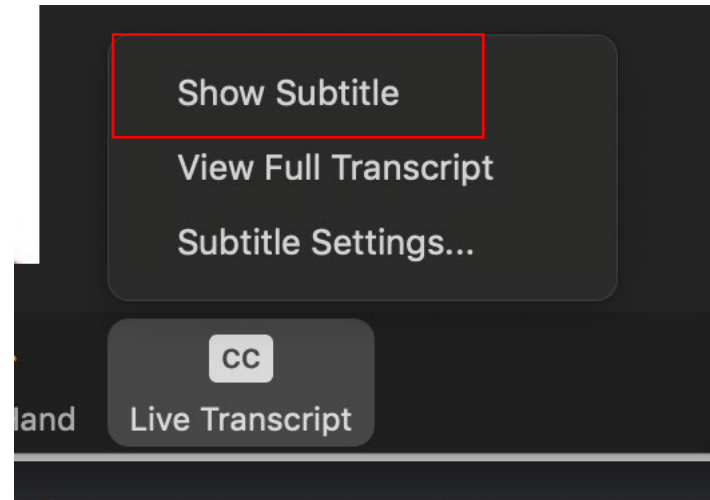 Show Subtitle
View Full Transcript
Subtitle Settings...
CC
Live Transcript